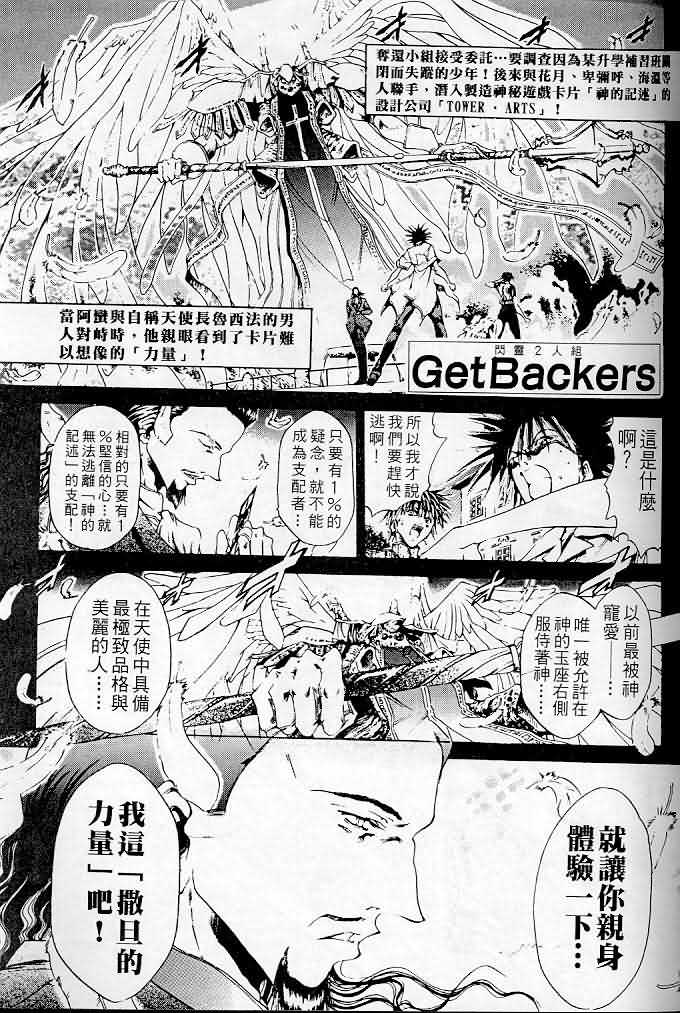 奪還小組接受委託…要調查因為某升學補習班關
閉而失蹤的少年！後來與花月、卑彌呼、海還等
人聯手，潛入製造神秘遊戲卡片「神的記述」的
設計公司「TOWER・ARTS」！
當阿蠻與自稱天使長魯西法的男
人對峙時，他親眼看到了卡片難
以想像的「力量」！
閃靈2人組
GetBackers
這是什麼
啊？
所以我才說
我們要趕快
逃啊！
只要有1％的
疑念，就不能
成為支配者…
相對的只要有1
％堅信的心…就
無法逃離「神的
記述」的支配！
以前最被神
寵愛——……
唯一被允許在
神的玉座右側
服侍著神……
在天使中具備
最極致品格與
美麗的人……
就讓你親身
體驗一下…
我這「撒旦的
力量」吧！